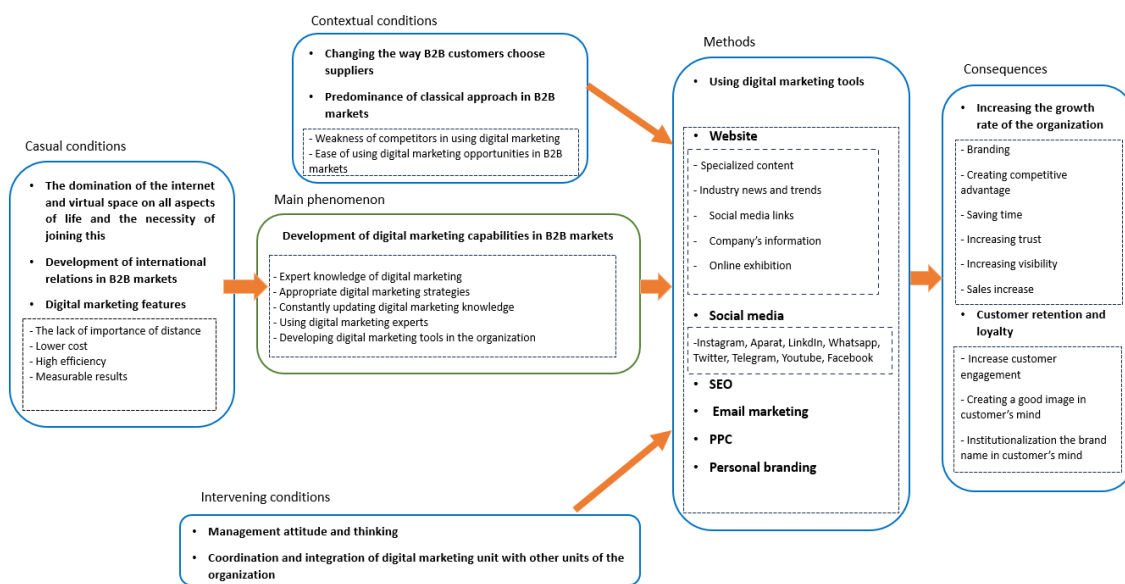 Contextual conditions
• Changing the way B2B customers choose
suppliers
• Predominance of classical approach in B2B
markets
- Weakness of competitors in using digital marketing
- Ease of using digital marketing opportunities in B2B
markets
Casual conditions
• The domination of the internet
and virtual space on all aspects
of life and the necessity of
joining this
• Development of international
relations in B2B markets
• Digital marketing features
- The lack of importance of distance
- Lower cost
- High efficiency
- Measurable results
Main phenomenon
Development of digital marketing capabilities in B2B markets
- Expert knowledge of digital marketing
- Appropriate digital marketing strategies
- Constantly updating digital marketing knowledge
- Using digital marketing experts
- Developing digital marketing tools in the organization
Intervening conditions
• Management attitude and thinking
• Coordination and integration of digital marketing unit with other units of the
organization
Methods
• Using digital marketing tools
• Website
- Specialized content
- Industry news and trends
- Social media links
- Company's information
- Online exhibition
• Social media
-Instagram, Aparat, LinkdIn, Whatsapp,
Twitter, Telegram, Youtube, Facebook
• SEO
• Email marketing
• PPC
• Personal branding
Consequences
• Increasing the growth
rate of the organization
- Branding
- Creating competitive
advantage
- Saving time
- Increasing trust
- Increasing visibility
- Sales increase
• Customer retention and
loyalty
- Increase customer
engagement
- Creating a good image in
customer's mind
- Institutionalization the brand
name in customer's mind